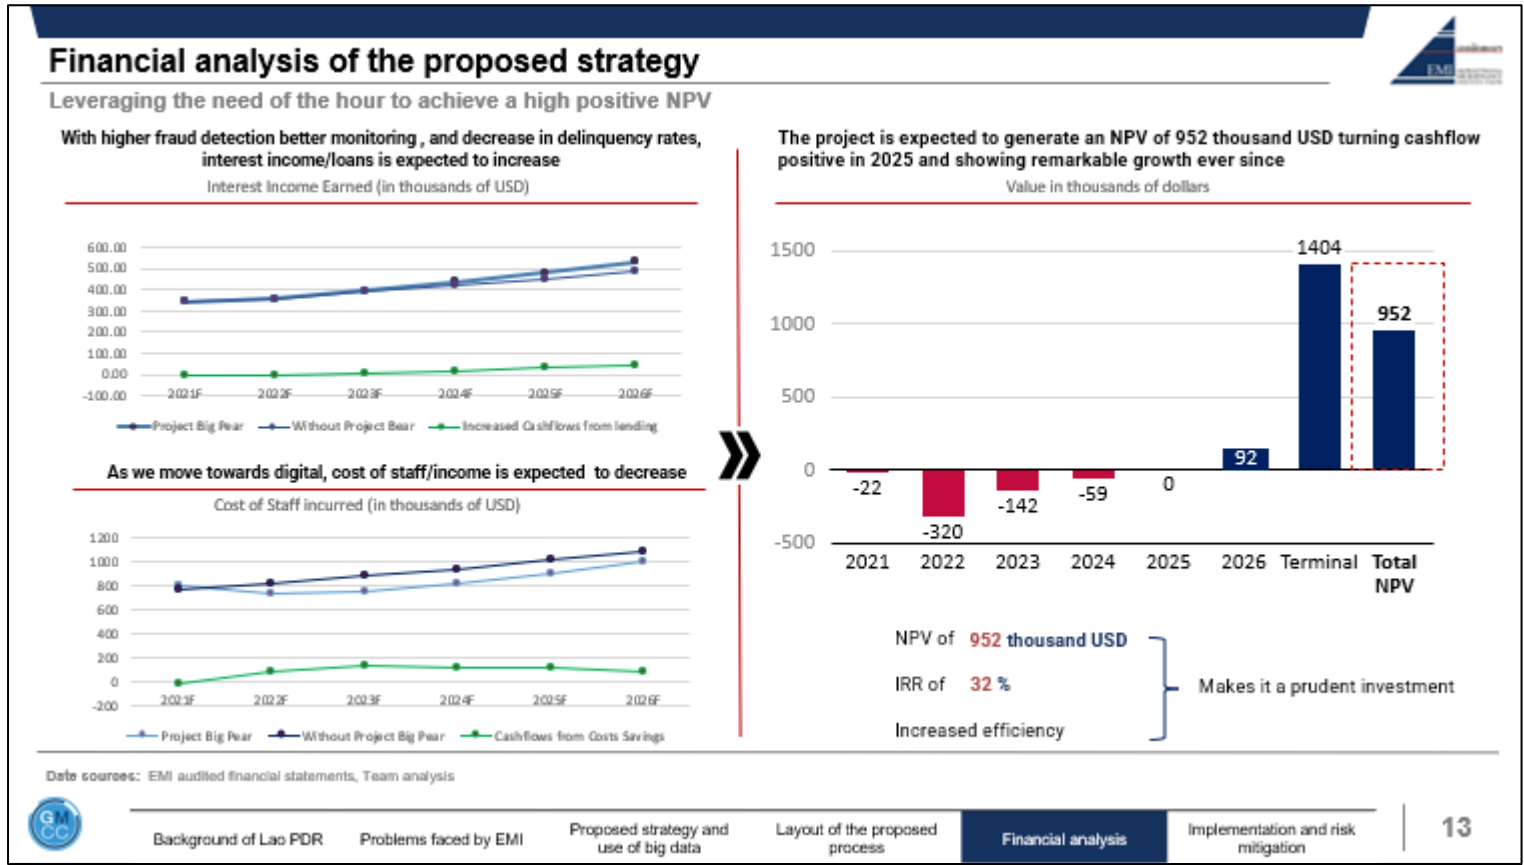 Financial analysis of the proposed strategy
EMI
Leveraging the need of the hour to achieve a high positive NPV
With higher fraud detection better monitoring , and decrease in delinquency rates,
interest income/loans is expected to increase
Interest Income Earned (in thousands of USD)
600.00
500.00
400.00
300.00
200.00
100.00
0.00
-100.00
2021F 2022F 2023F 2024F 2025F 2026F
Project Big Pear Without Project Bear Increased Cashflows from lending
As we move towards digital, cost of staff/income is expected to decrease
Cost of Staff incurred (in thousands of USD)
1200
1000
800
600
400
200
0
-200
2021F 2022F 2023F 2024F 2025F 2026F
Project Big Pear Without Project Big Pear Cashflows from Costs Savings
The project is expected to generate an NPV of 952 thousand USD turning cashflow
positive in 2025 and showing remarkable growth ever since
Value in thousands of dollars
1500
1000
500
0
-500
-22
-320
-142
-59
0
92
1404
952
2021 2022 2023 2024 2025 2026 Terminal Total
NPV
NPV of 952 thousand USD
IRR of 32 %
Increased efficiency
Makes it a prudent investment
Date sources: EMI audited financial statements, Team analysis
GM
CC
Background of Lao PDR
Problems faced by EMI
Proposed strategy and
use of big data
Layout of the proposed
process
Financial analysis
Implementation and risk
mitigation
13